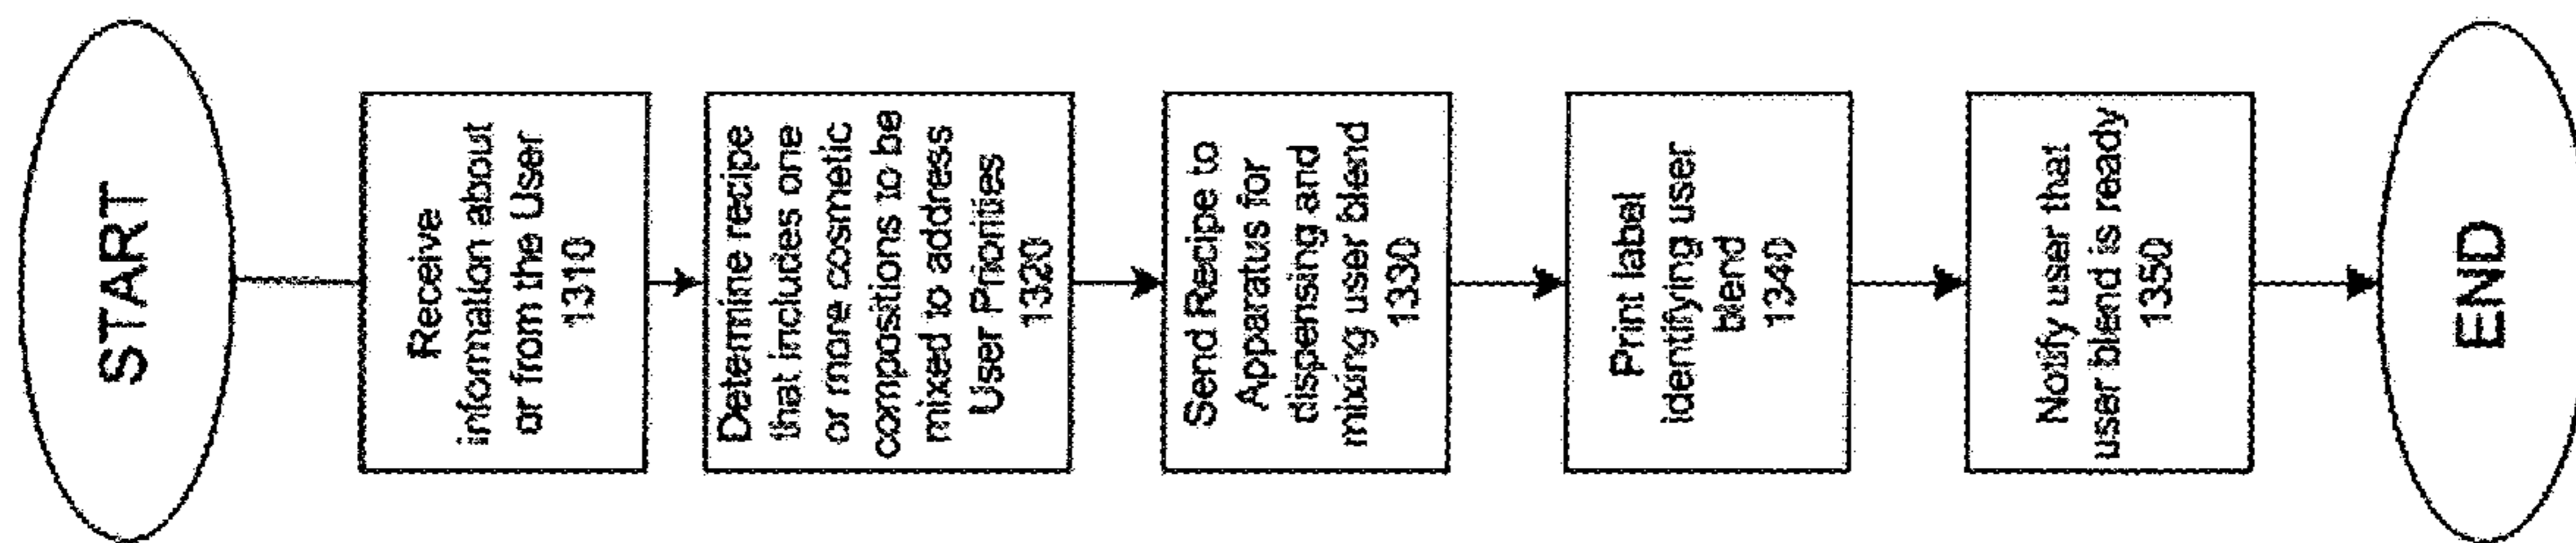 START
Receive
information about
or from the User
1310
Determine recipe
that includes one
or more cosmetic
compositions to be
mixed to address
User Priorities
1320
Send Recipe to
Apparatus for
dispensing and
mixing user blend
1330
Print label
identifying user
blend
1340
Notify user that
user blend is ready
1350
END